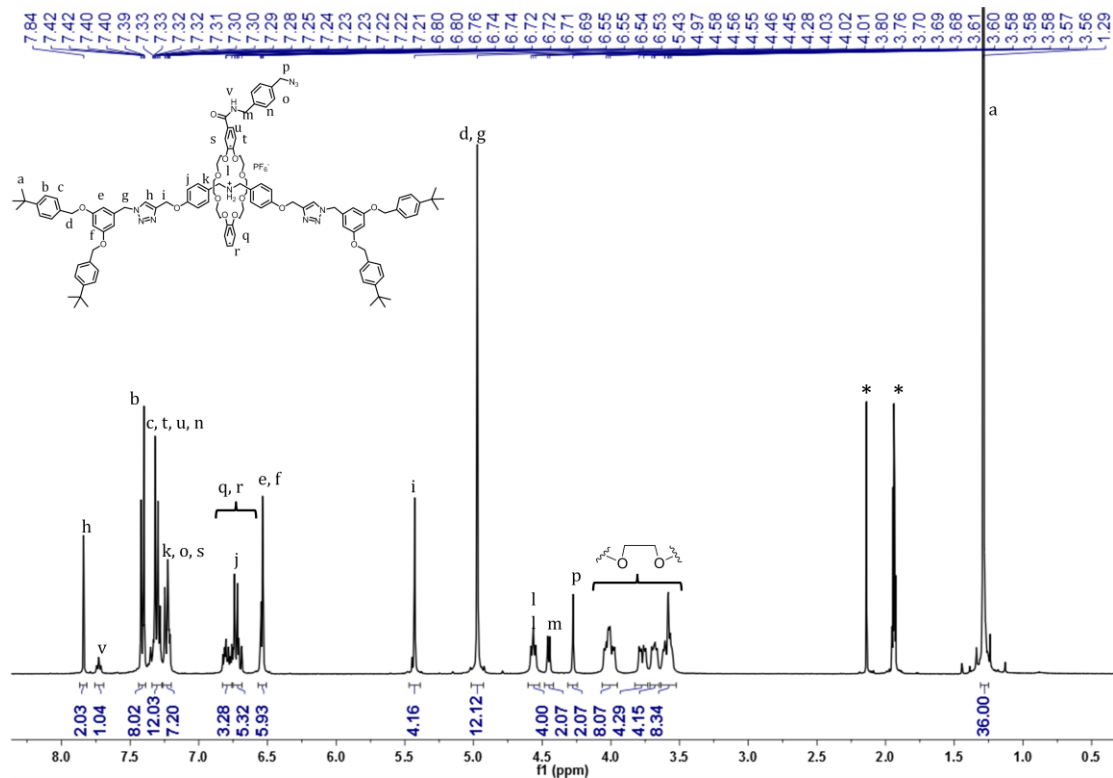 7.84 7.42 7.42 7.40 7.40 7.39 7.33 7.33 7.32 7.32 7.31 7.30 7.30 7.29 7.28 7.25 7.24 7.23 7.23 7.22 7.22 7.21 6.80 6.80 6.76 6.74 6.74 6.72 6.72 6.71 6.69 6.55 6.55 6.54 6.53 5.43 4.97 4.58 4.56 4.56 4.55 4.46 4.45 4.28 4.03 4.02 4.01 3.80 3.76 3.70 3.69 3.68 3.61 3.60 3.58 3.58 3.58 3.57 3.56 1.29
p
N3
v
H
N
O
m
n
o
u
s
t
O O
O O
l
PF6-
a
b
c
d
e
f
g
h
i
j
k
O
O
N
N=N
O
N+
H2
O
N
N=N
O
O
O O
O O
q
r
a
d, g
b
c, t, u, n
h
v
k, o, s
q, r
j
e, f
i
l
m
p
O O
* *
2.03 1.04 8.02 12.03 7.20 3.28 5.32 5.93 4.16 12.12 4.00 2.07 2.07 8.07 4.29 4.15 8.34 36.00
8.0 7.5 7.0 6.5 6.0 5.5 5.0 4.5 4.0 3.5 3.0 2.5 2.0 1.5 1.0 0.5
f1 (ppm)